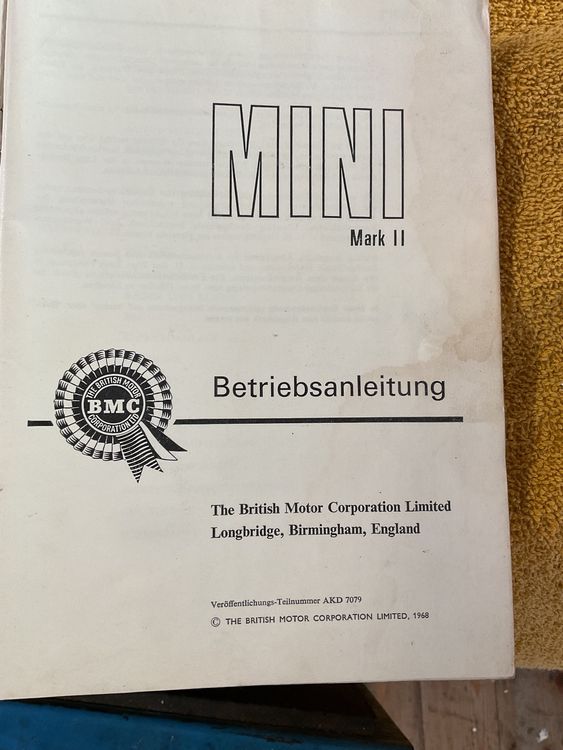 MINI
Mark II
THE BRITISH MOTOR
BMC
CORPORATION LTD
Betriebsanleitung
The British Motor Corporation Limited
Longbridge, Birmingham, England
Veröffentlichungs-Teilnummer AKD 7079
© THE BRITISH MOTOR CORPORATION LIMITED, 1968